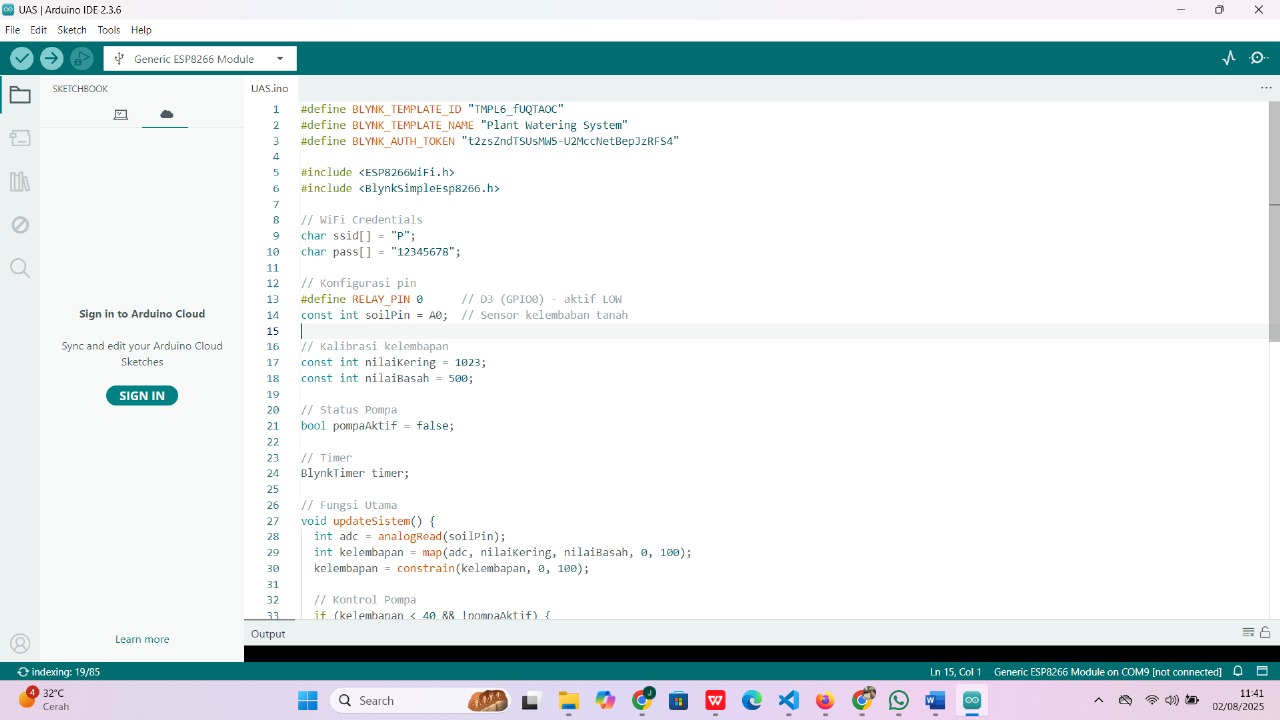 UAS | Arduino IDE 2.3.6
File Edit Sketch Tools Help
Generic ESP8266 Module
SKETCHBOOK
UAS.ino
Sign in to Arduino Cloud
Sync and edit your Arduino Cloud
Sketches
SIGN IN
Learn more
1 #define BLYNK_TEMPLATE_ID "TMPL6_fUQTAOC"
2 #define BLYNK_TEMPLATE_NAME "Plant Watering System"
3 #define BLYNK_AUTH_TOKEN "t2zsZndTSUsMW5-U2MccNetBepJzRFS4"
4
5 #include <ESP8266WiFi.h>
6 #include <BlynkSimpleEsp8266.h>
7
8 // WiFi Credentials
9 char ssid[] = "P";
10 char pass[] = "12345678";
11
12 // Konfigurasi pin
13 #define RELAY_PIN 0 // D3 (GPIO0) - aktif LOW
14 const int soilPin = A0; // Sensor kelembaban tanah
15
16 // Kalibrasi kelembapan
17 const int nilaiKering = 1023;
18 const int nilaiBasah = 500;
19
20 // Status Pompa
21 bool pompaAktif = false;
22
23 // Timer
24 BlynkTimer timer;
25
26 // Fungsi Utama
27 void updateSistem() {
28 int adc = analogRead(soilPin);
29 int kelembapan = map(adc, nilaiKering, nilaiBasah, 0, 100);
30 kelembapan = constrain(kelembapan, 0, 100);
31
32 // Kontrol Pompa
33 if (kelembapan < 40 && !pompaAktif) {
Output
indexing: 19/85
Ln 15, Col 1 Generic ESP8266 Module on COM9 [not connected]
4
32°C
Cerah
Search
11:41
02/08/2025